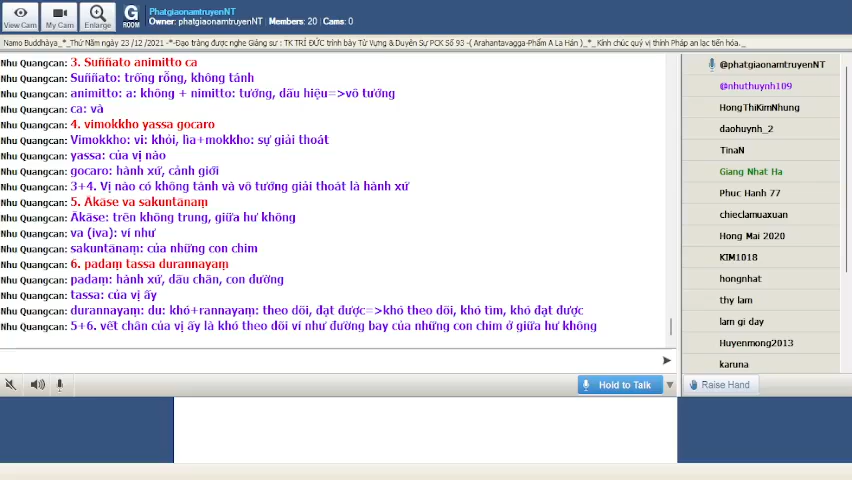 View Cam
My Cam
Enlarge
G
ROOM
PhatgiaonamtruyenNT
Owner: phatgiaonamtruyenNT Members: 20 Cams: 0
Namo Buddhàya_*_Thứ Năm ngày 23 /12 /2021 -*-Đạo tràng được nghe Giảng sư : TK TRÍ ĐỨC trình bày Từ Vựng & Duyên Sự PCK Số 93 -( Arahantavagga-Phẩm A La Hán )_*_Kính chúc quý vị thính Pháp an lạc tiến hóa._
Nhu Quangcan: 3. Suññato animitto ca
Nhu Quangcan: Suññato: trống rỗng, không tánh
Nhu Quangcan: animitto: a: không + nimitto: tướng, dấu hiệu=>vô tướng
Nhu Quangcan: ca: và
Nhu Quangcan: 4. vimokkho yassa gocaro
Nhu Quangcan: Vimokkho: vi: khỏi, lìa+mokkho: sự giải thoát
Nhu Quangcan: yassa: của vị nào
Nhu Quangcan: gocaro: hành xứ, cảnh giới
Nhu Quangcan: 3+4. Vị nào có không tánh và vô tướng giải thoát là hành xứ
Nhu Quangcan: 5. Ākāse va sakuntānaṃ
Nhu Quangcan: Ākāse: trên không trung, giữa hư không
Nhu Quangcan: va (iva): ví như
Nhu Quangcan: sakuntānaṃ: của những con chim
Nhu Quangcan: 6. padaṃ tassa durannayaṃ
Nhu Quangcan: padaṃ: hành xứ, dấu chân, con đường
Nhu Quangcan: tassa: của vị ấy
Nhu Quangcan: durannayaṃ: du: khó+rannayaṃ: theo dõi, đạt được=>khó theo dõi, khó tìm, khó đạt được
Nhu Quangcan: 5+6. vết chân của vị ấy là khó theo dõi ví như đường bay của những con chim ở giữa hư không
@phatgiaonamtruyenNT
@nhuthuynh109
HongThiKimNhung
daohuynh_2
TinaN
Giang Nhat Ha
Phuc Hanh 77
chieclamuaxuan
Hong Mai 2020
KIM1018
hongnhat
thy lam
lam gi day
Huyenmong2013
karuna
Hold to Talk
Raise Hand